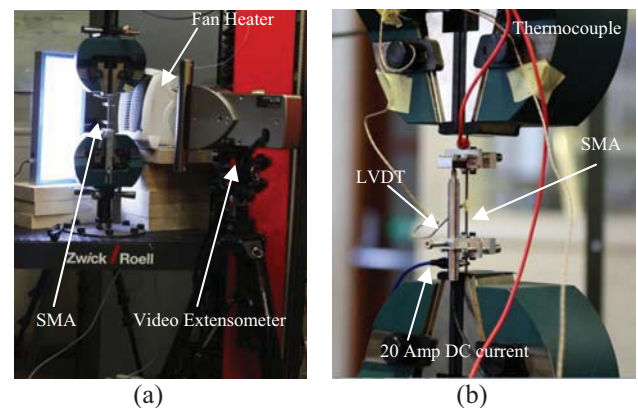 Fan Heater
Zwick / Roell
SMA
Video Extensometer
(a)
Thermocouple
SMA
LVDT
20 Amp DC current
(b)